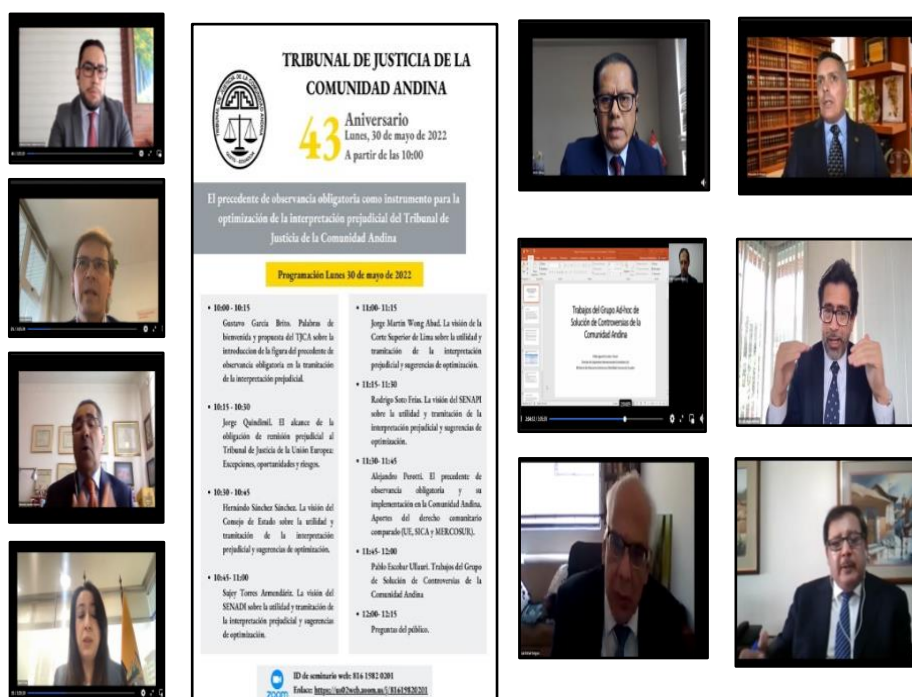 TRIBUNAL DE JUSTICIA DE LA
COMUNIDAD ANDINA
43
Aniversario
Lunes, 30 de mayo de 2022
A partir de las 10:00
El precedente de observancia obligatoria como instrumento para la
optimización de la interpretación prejudicial del Tribunal de
Justicia de la Comunidad Andina
Programación Lunes 30 de mayo de 2022
• 10:00 - 10:15
Gustavo García Brito. Palabras de
bienvenida y propuesta del TJCA sobre la
introduccion de la figura del precedente de
observancia obligatoria en la tramitación
de la interpretación prejudicial.
• 10:15 - 10:30
Jorge Quindimil. El alcance de la
obligación de remisión prejudicial al
Tribunal de Justicia de la Unión Europea:
Excepciones, oportunidades y riesgos.
• 10:30 - 10:45
Hernándo Sánchez Sánchez. La visión del
Consejo de Estado sobre la utilidad y
tramitación de la interpretación
prejudicial y sugerencias de optimización.
• 10:45- 11:00
Sujey Torres Armendáriz. La visión del
SENADI sobre la utilidad y tramitación de
la interpretación prejudicial y sugerencias
de optimización.
• 11:00- 11:15
Jorge Martín Wong Abad. La visión de la
Corte Superior de Lima sobre la utilidad y
tramitación de la interpretación
prejudicial y sugerencias de optimización.
• 11:15- 11:30
Rodrigo Soto Frias. La visión del SENAPI
sobre la utilidad y tramitación de la
interpretación prejudicial y sugerencias de
optimización.
• 11:30- 11:45
Alejandro Perotti. El precedente de
observancia obligatoria y su
implementación en la Comunidad Andina.
Aportes del derecho comunitario
comparado (UE, SICA y MERCOSUR).
• 11:45- 12:00
Pablo Escobar Ullauri. Trabajos del Grupo
de Solución de Controversias de la
Comunidad Andina
• 12:00- 12:15
Preguntas del público.
zoom
ID de seminario web: 816 1982 0201
Enlace: https://us02web.zoom.us/j/81619820201
Trabajos del Grupo Ad-hoc de
Solución de Controversias de la
Comunidad Andina